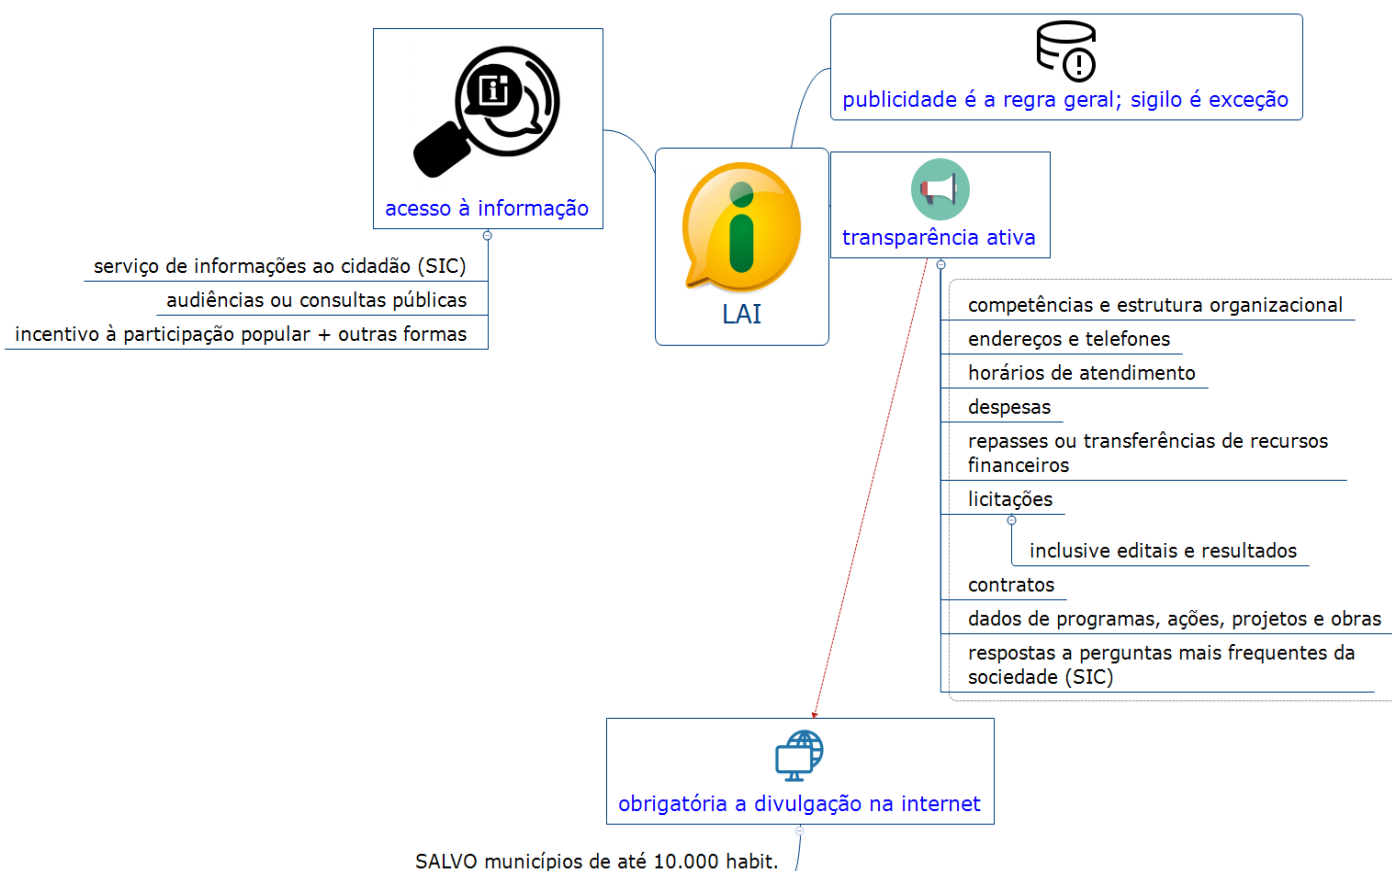 publicidade é a regra geral; sigilo é exceção
acesso à informação
serviço de informações ao cidadão (SIC)
audiências ou consultas públicas
incentivo à participação popular + outras formas
LAI
transparência ativa
competências e estrutura organizacional
endereços e telefones
horários de atendimento
despesas
repasses ou transferências de recursos
financeiros
licitações
inclusive editais e resultados
contratos
dados de programas, ações, projetos e obras
respostas a perguntas mais frequentes da
sociedade (SIC)
obrigatória a divulgação na internet
SALVO municípios de até 10.000 habit.